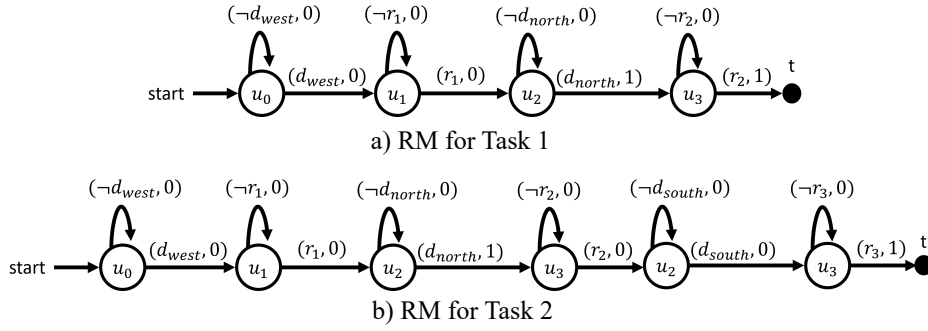 (¬d_west, 0) (¬r_1, 0) (¬d_north, 0) (¬r_2, 0)
t
start u_0 (d_west, 0) u_1 (r_1, 0) u_2 (d_north, 1) u_3 (r_2, 1)
a) RM for Task 1
(¬d_west, 0) (¬r_1, 0) (¬d_north, 0) (¬r_2, 0) (¬d_south, 0) (¬r_3, 0)
t
start u_0 (d_west, 0) u_1 (r_1, 0) u_2 (d_north, 1) u_3 (r_2, 0) u_2 (d_south, 0) u_3 (r_3, 1)
b) RM for Task 2